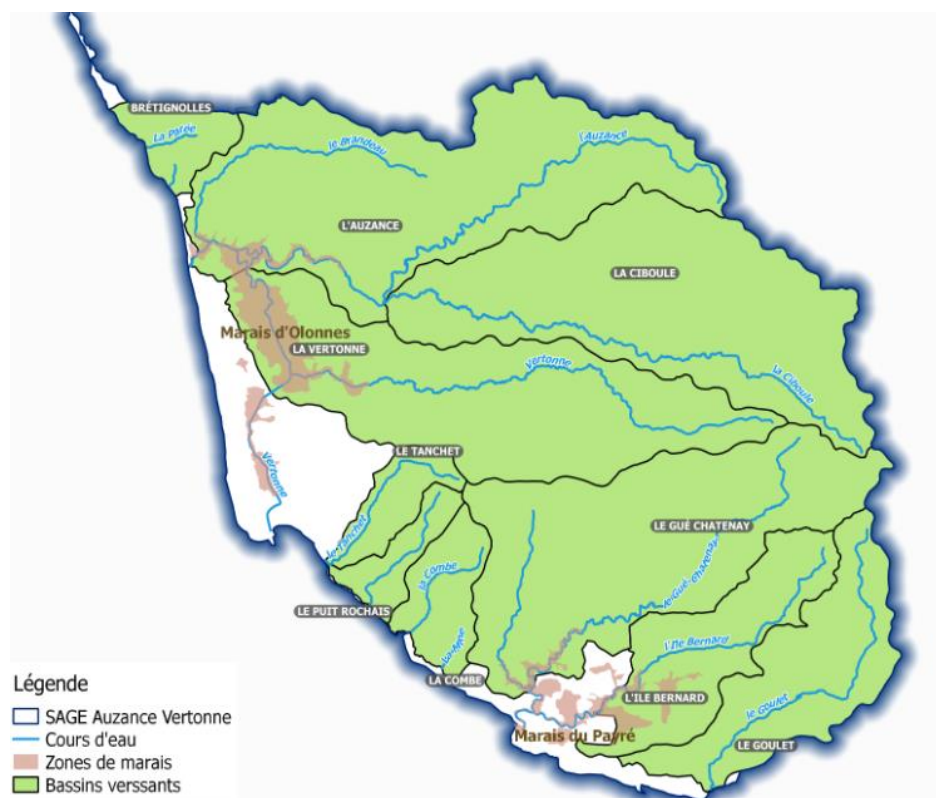 BRÉTIGNOLLES
La Patée
le Brandeau
l'Auzance
L'AUZANCE
LA CIBOULE
Marais d'Olonnes
LA VERTONNE
Vertonne
La Ciboule
LE TANCHET
Vertonne
LE GUÉ CHATENAY
le Tanchet
le Gué-Chatenay
la Combe
LE PUIT ROCHAIS
l'Ile Bernard
LA COMBE
L'ILE BERNARD
le Goulet
Marais du Payré
LE GOULET
Légende
SAGE Auzance Vertonne
Cours d'eau
Zones de marais
Bassins verssants